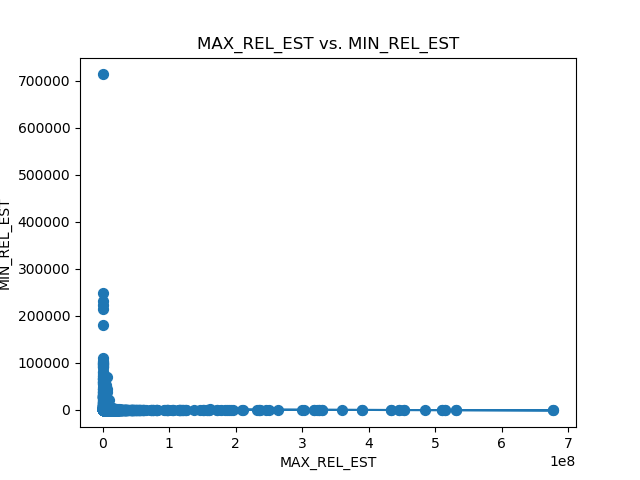 MAX_REL_EST vs. MIN_REL_EST
700000
600000
500000
400000
300000
200000
100000
0
MIN_REL_EST
0 1 2 3 4 5 6 7
1e8
MAX_REL_EST